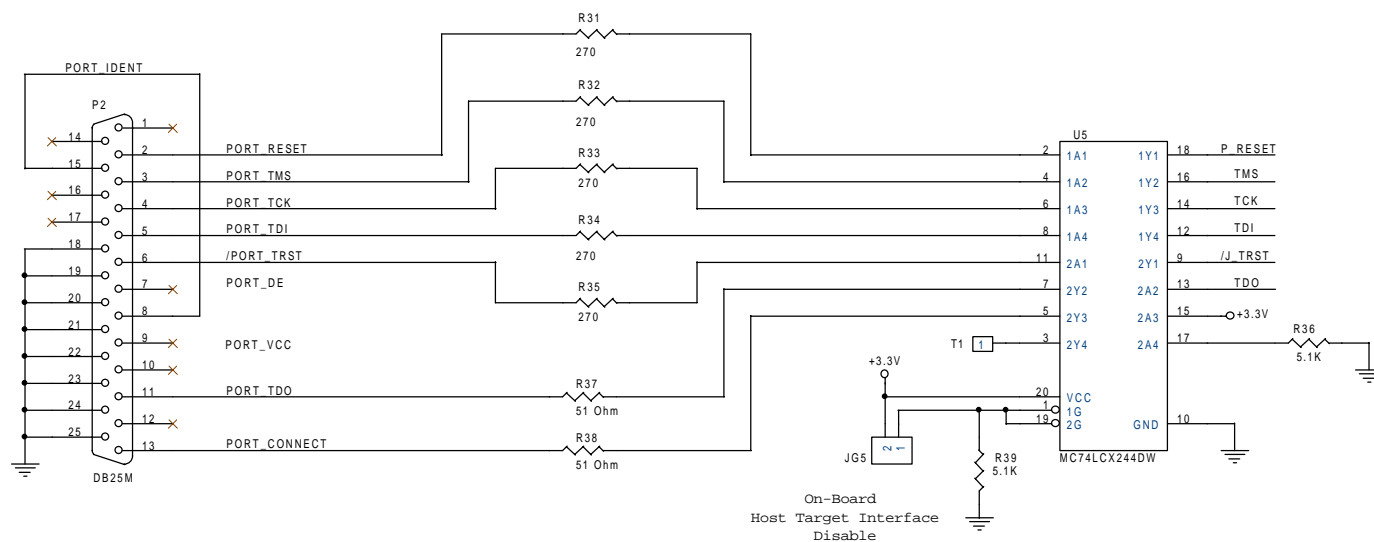 R31
270
PORT_IDENT
R32
270
P2
1
14
2 PORT_RESET
15
3 PORT_TMS
R33
270
16
4 PORT_TCK
17
5 PORT_TDI
R34
270
18
6 /PORT_TRST
19
7 PORT_DE
R35
270
20
8
21
9 PORT_VCC
22
10
23
11 PORT_TDO
R37
51 Ohm
24
12
25
13 PORT_CONNECT
R38
51 Ohm
DB25M
U5
2 1A1 1Y1 18 P_RESET
4 1A2 1Y2 16 TMS
6 1A3 1Y3 14 TCK
8 1A4 1Y4 12 TDI
11 2A1 2Y1 9 /J_TRST
7 2Y2 2A2 13 TDO
5 2Y3 2A3 15 +3.3V
T1 1 3 2Y4 2A4 17
R36
5.1K
+3.3V
20 VCC
1 1G
19 2G GND 10
MC74LCX244DW
JG5 2 1
R39
5.1K
On-Board
Host Target Interface
Disable